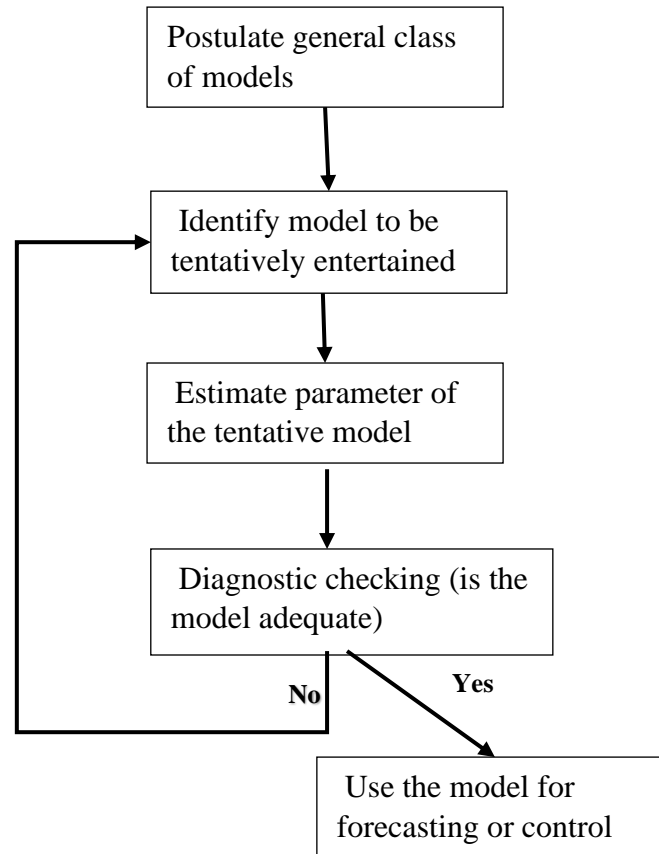 Postulate general class
of models
Identify model to be
tentatively entertained
Estimate parameter of
the tentative model
Diagnostic checking (is the
model adequate)
No
Yes
Use the model for
forecasting or control